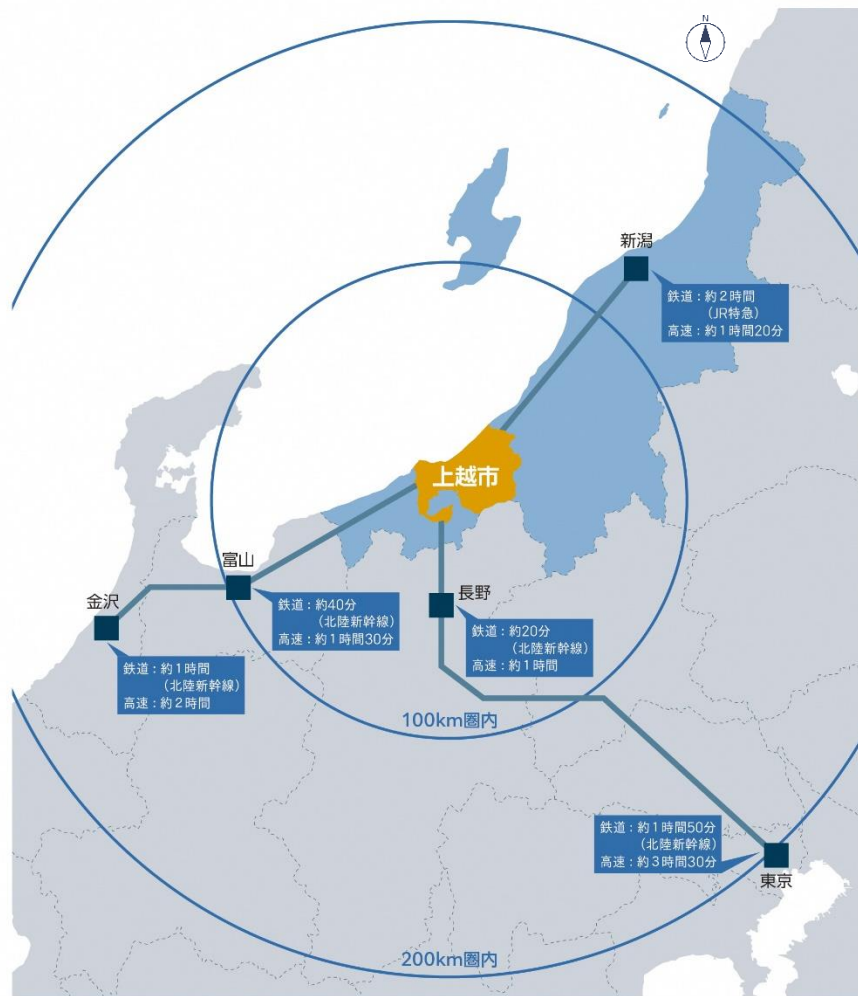 N
新潟
鉄道：約２時間
（JR特急）
高速：約１時間20分
上越市
富山
鉄道：約40分
（北陸新幹線）
高速：約１時間30分
金沢
鉄道：約１時間
（北陸新幹線）
高速：約２時間
長野
鉄道：約20分
（北陸新幹線）
高速：約１時間
100km圏内
鉄道：約１時間50分
（北陸新幹線）
高速：約３時間30分
東京
200km圏内